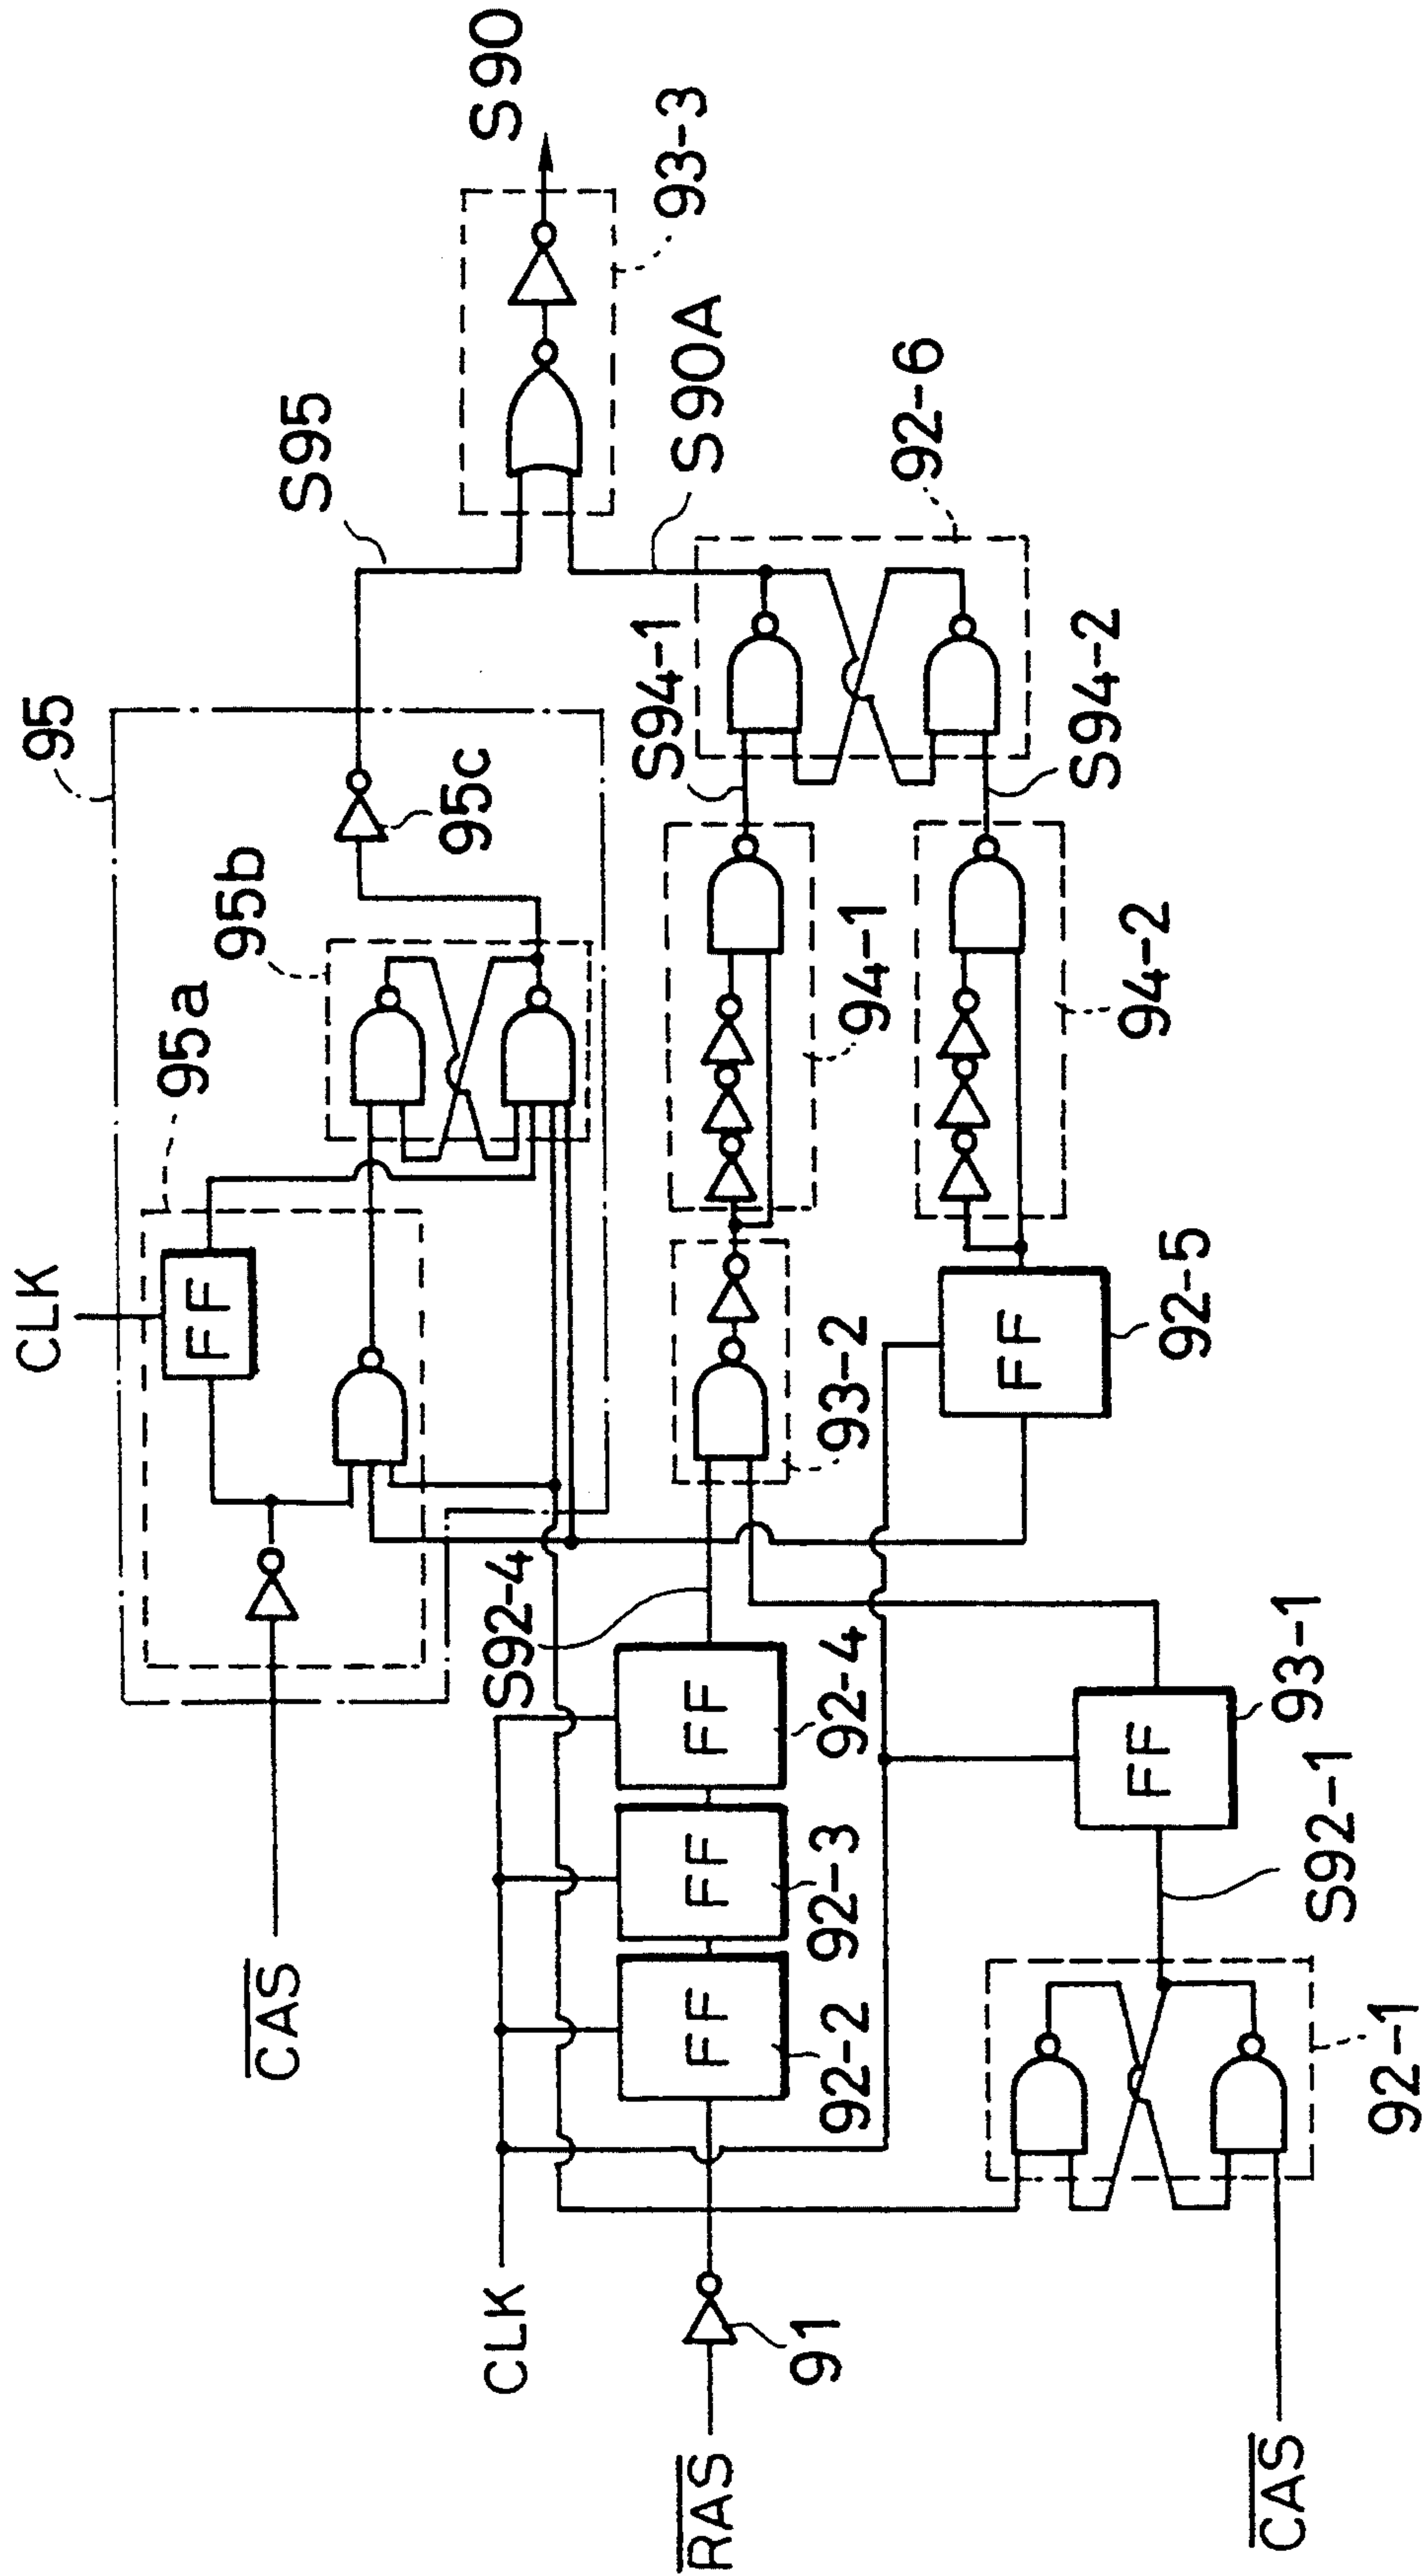 S90
93-3
S95
S90A
92-6
95
S94-1
S94-2
95c
95b
95a
94-1
94-2
CLK
FF
93-2
FF
92-5
S92-4
FF
92-4
FF
92-3
FF
92-2
FF
93-1
S92-1
CAS
92-1
CLK
91
RAS
CAS